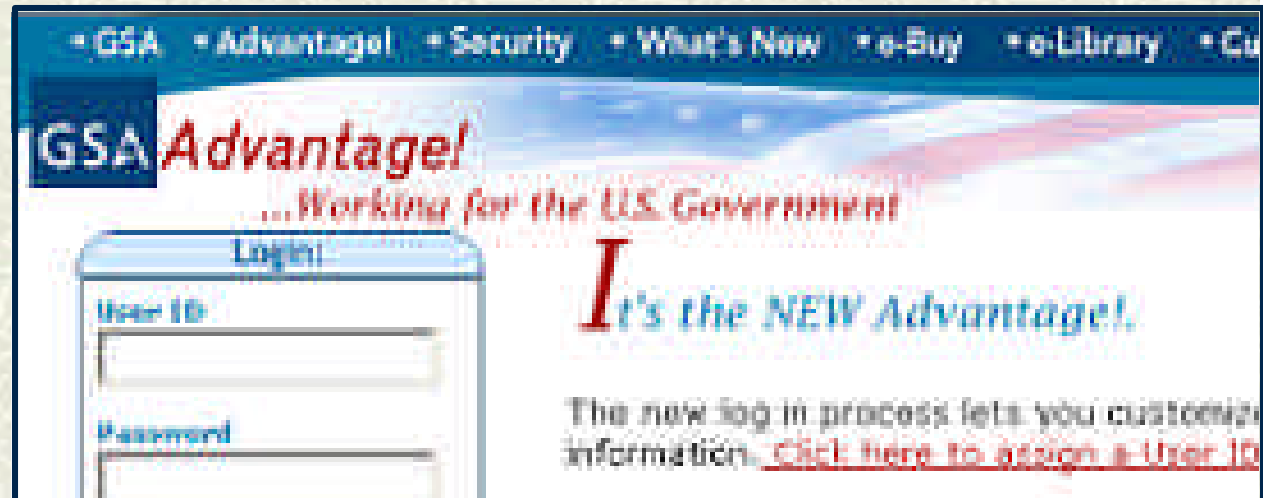 • GSA • Advantage! • Security • What's New • e-Buy • e-Library • Cu
GSA Advantage!
...Working for the U.S. Government
Login:
User ID
It's the NEW Advantage!.
Password
The new log in process lets you customize
information. Click here to assign a User ID